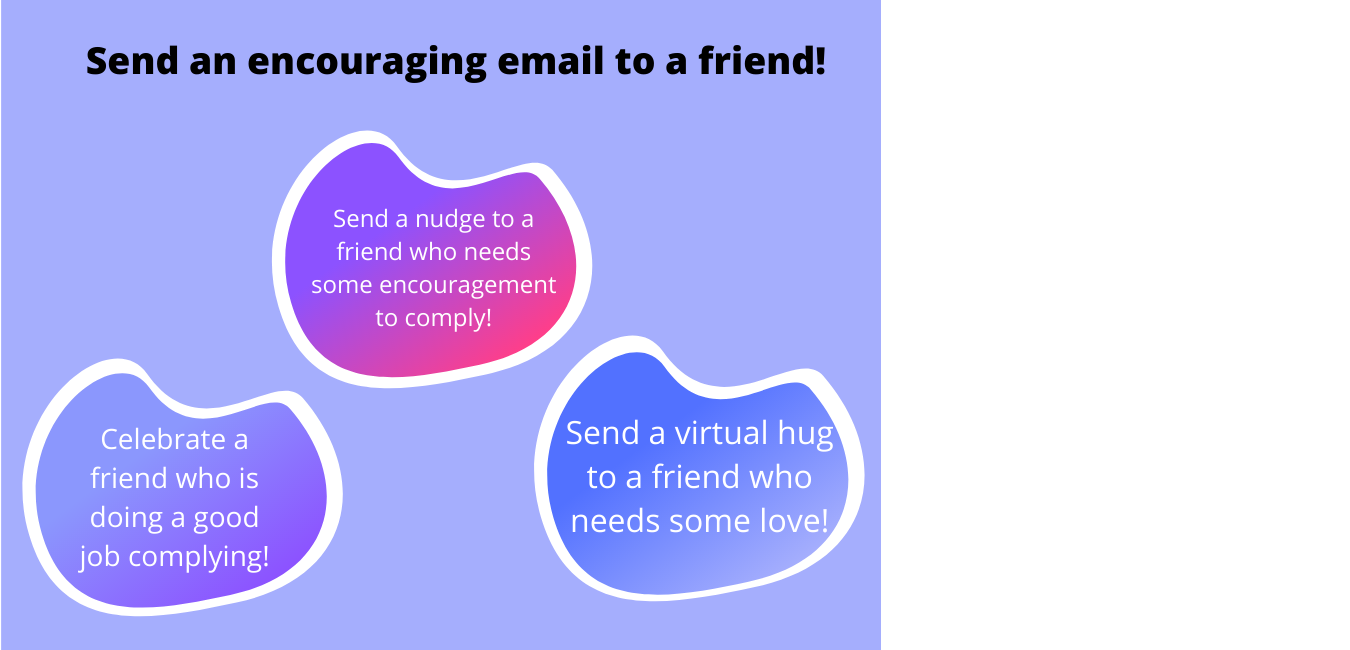 Send an encouraging email to a friend!
Send a nudge to a
friend who needs
some encouragement
to comply!
Celebrate a
friend who is
doing a good
job complying!
Send a virtual hug
to a friend who
needs some love!